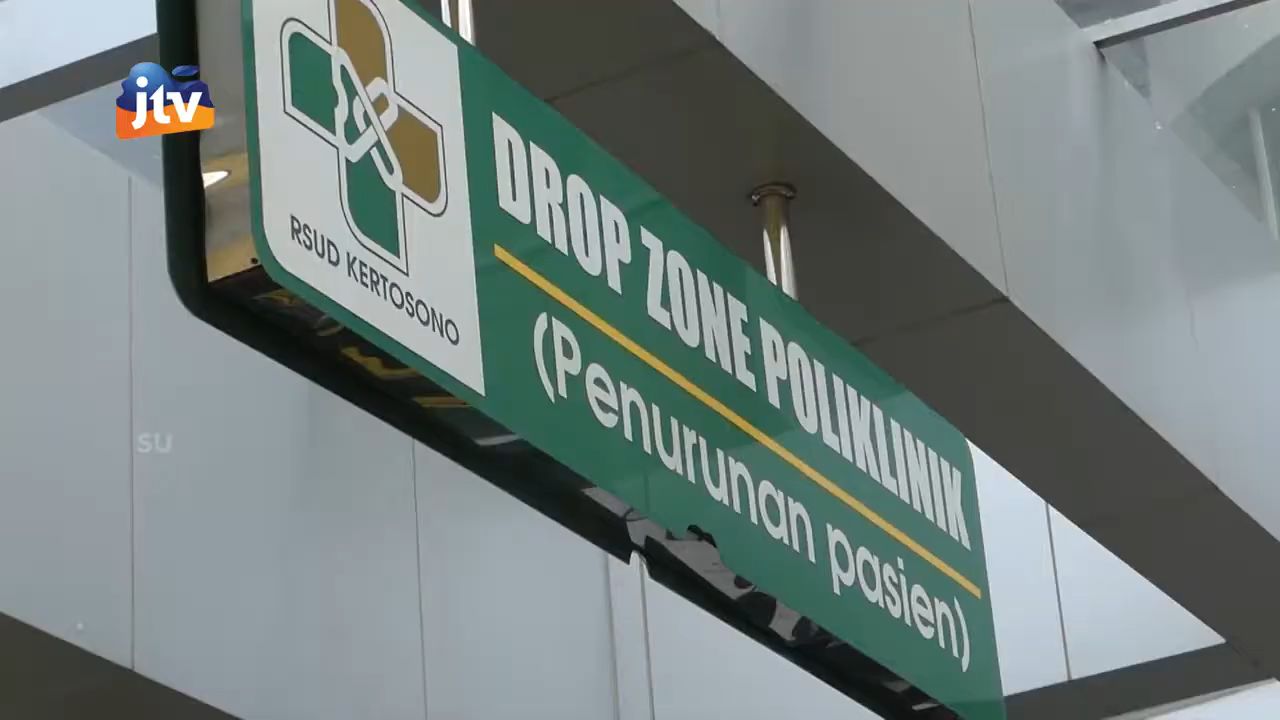 jtv
RSUD KERTOSONO
DROP ZONE POLIKLINIK
(Penurunan pasien)
su